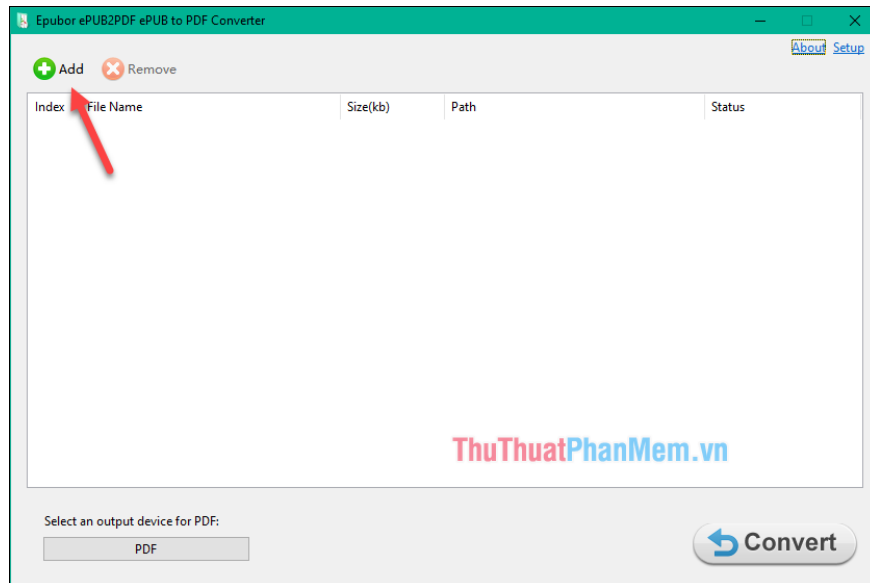 Epubor ePUB2PDF ePUB to PDF Converter
About Setup
Add Remove
Index File Name Size(kb) Path Status
ThuThuatPhanMem.vn
Select an output device for PDF:
PDF
Convert